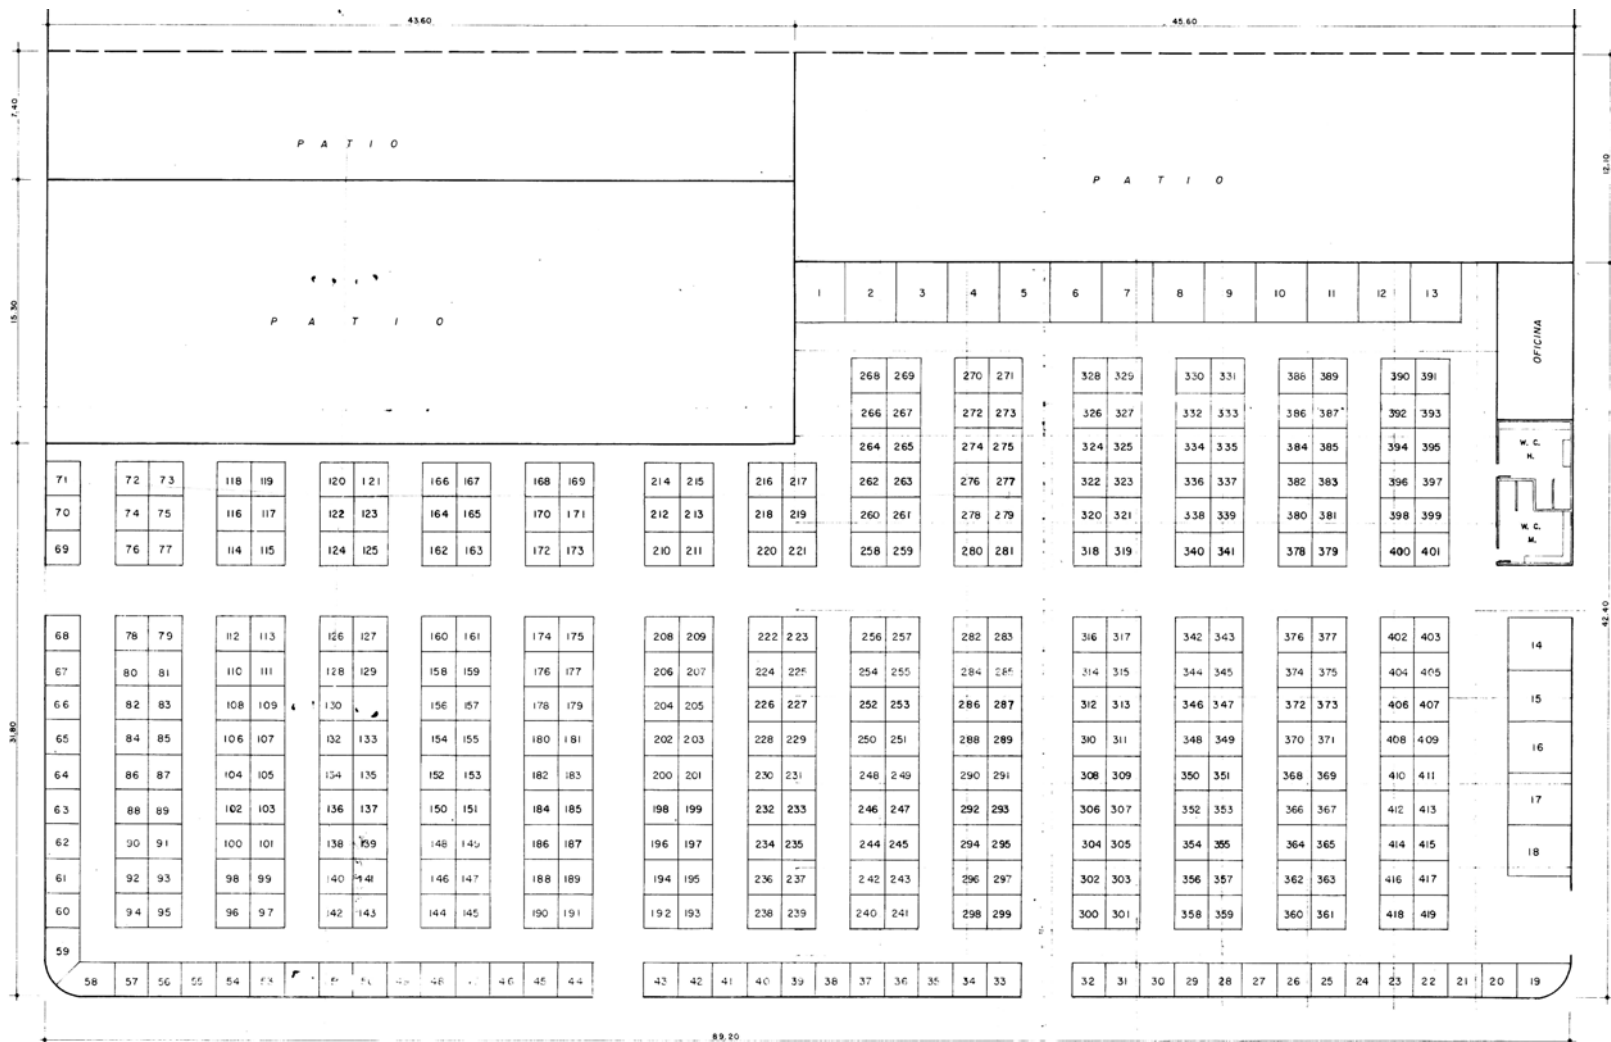 43.60 45.60
7.40
P A T I O
12.10
P A T I O
15.30
P A T I O
1 2 3 4 5 6 7 8 9 10 11 12 13
OFICINA
268 269 270 271 328 329 330 331 388 389 390 391
266 267 272 273 326 327 332 333 386 387 392 393
264 265 274 275 324 325 334 335 384 385 394 395
W. C.
H.
71 72 73 118 119 120 121 166 167 168 169 214 215 216 217 262 263 276 277 322 323 336 337 382 383 396 397
70 74 75 116 117 122 123 164 165 170 171 212 213 218 219 260 261 278 279 320 321 338 339 380 381 398 399
W. C.
M.
69 76 77 114 115 124 125 162 163 172 173 210 211 220 221 258 259 280 281 318 319 340 341 378 379 400 401
42.40
68 78 79 112 113 126 127 160 161 174 175 208 209 222 223 256 257 282 283 316 317 342 343 376 377 402 403 14
67 80 81 110 111 128 129 158 159 176 177 206 207 224 225 254 255 284 285 314 315 344 345 374 375 404 405
66 82 83 108 109 130 156 157 178 179 204 205 226 227 252 253 286 287 312 313 346 347 372 373 406 407 15
31.80
65 84 85 106 107 132 133 154 155 180 181 202 203 228 229 250 251 288 289 310 311 348 349 370 371 408 409 16
64 86 87 104 105 134 135 152 153 182 183 200 201 230 231 248 249 290 291 308 309 350 351 368 369 410 411
63 88 89 102 103 136 137 150 151 184 185 198 199 232 233 246 247 292 293 306 307 352 353 366 367 412 413 17
62 90 91 100 101 138 139 148 149 186 187 196 197 234 235 244 245 294 295 304 305 354 355 364 365 414 415 18
61 92 93 98 99 140 141 146 147 188 189 194 195 236 237 242 243 296 297 302 303 356 357 362 363 416 417
60 94 95 96 97 142 143 144 145 190 191 192 193 238 239 240 241 298 299 300 301 358 359 360 361 418 419
59
58 57 56 55 54 53 48 46 45 44 43 42 41 40 39 38 37 36 35 34 33 32 31 30 29 28 27 26 25 24 23 22 21 20 19
89.20